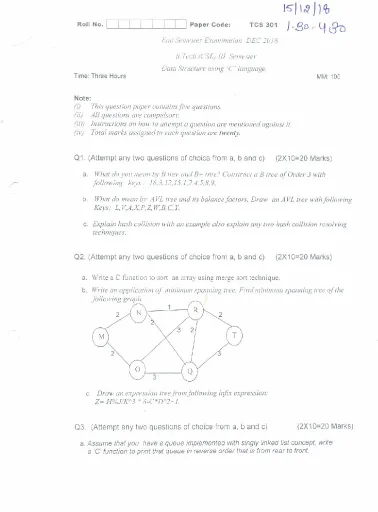 15/12/18
Roll No. Paper Code: TCS 301 1-30-4:30
End Semester Examination DEC 2018
B.Tech (CSE) III Semester
Data Structure using "C" language
Time: Three Hours MM: 100
Note:
(i) This question paper contains five questions.
(ii) All questions are compulsory.
(iii) Instructions on how to attempt a question are mentioned against it.
(iv) Total marks assigned to each question are twenty.
Q1. (Attempt any two questions of choice from a, b and c) (2X10=20 Marks)
a. What do you mean by B tree and B+ tree? Construct a B tree of Order 3 with
following keys : 16,3,12,15,1,7,4,5,8,9.
b. What do mean by AVL tree and its balance factors. Draw an AVL tree with following
Keys: L,V,A,X,P,Z,W,B,C,Y.
c. Explain hash collision with an example also explain any two hash collision resolving
techniques.
Q2. (Attempt any two questions of choice from a, b and c) (2X10=20 Marks)
a. Write a C function to sort an array using merge sort technique.
b. Write an application of minimum spanning tree. Find minimum spanning tree of the
following graph
N 1 R
2 2 2
M 3 2 T
2 3
O 3 Q
c. Draw an expression tree from following infix expression:
Q3. (Attempt any two questions of choice from a, b and c) (2X10=20 Marks)
a. Assume that you have a queue implemented with singly linked list concept, write
a 'C' function to print that queue in reverse order that is from rear to front.